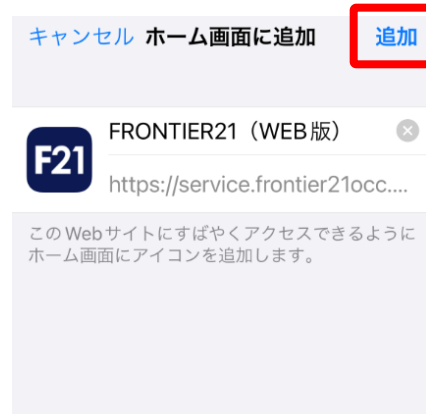 キャンセル ホーム画面に追加 追加
F21
FRONTIER21（WEB版）
https://service.frontier21occ....
このWebサイトにすばやくアクセスできるように
ホーム画面にアイコンを追加します。